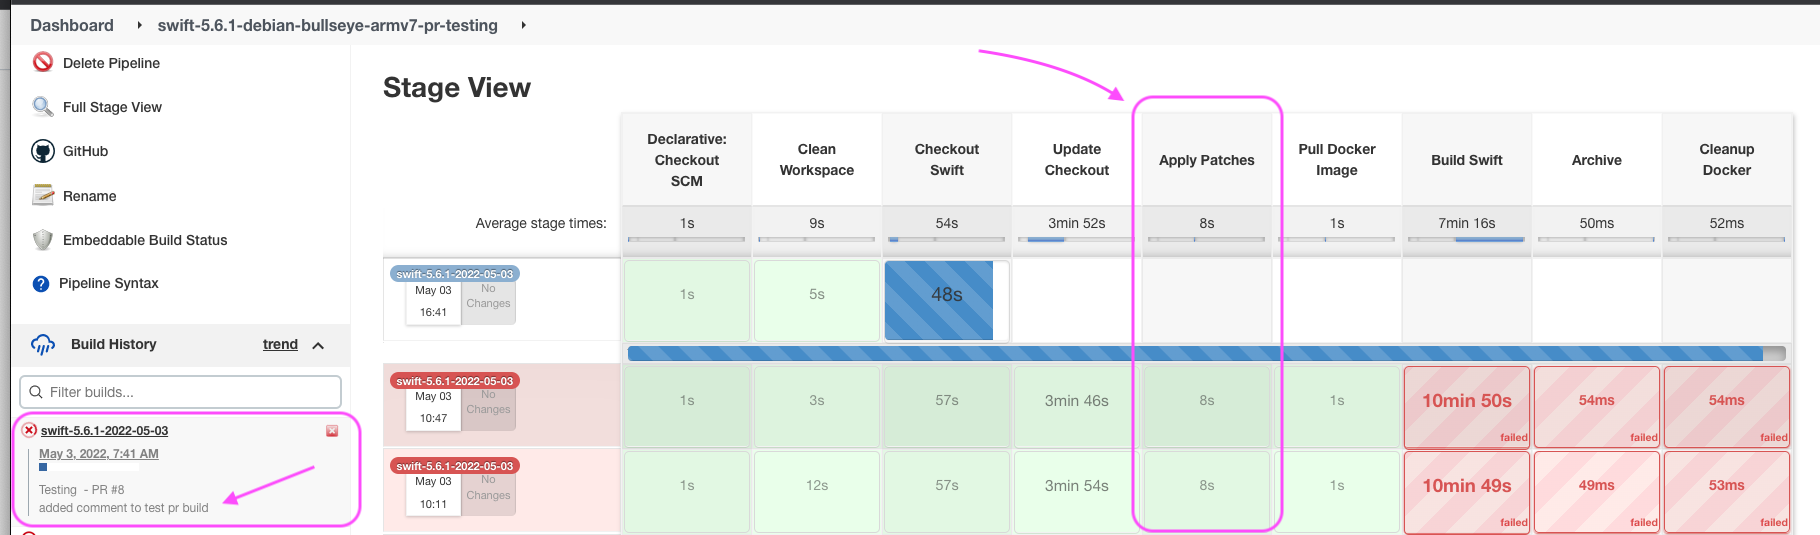 Dashboard swift-5.6.1-debian-bullseye-armv7-pr-testing
Delete Pipeline
Full Stage View
GitHub
Rename
Embeddable Build Status
Pipeline Syntax
Build History trend
Filter builds...
swift-5.6.1-2022-05-03
May 3, 2022, 7:41 AM
Testing - PR #8
added comment to test pr build
Stage View
Declarative:
Checkout
SCM
Clean
Workspace
Checkout
Swift
Update
Checkout
Apply Patches
Pull Docker
Image
Build Swift
Archive
Cleanup
Docker
Average stage times: 1s 9s 54s 3min 52s 8s 1s 7min 16s 50ms 52ms
swift-5.6.1-2022-05-03
May 03
16:41
No
Changes
1s 5s 48s
swift-5.6.1-2022-05-03
May 03
10:47
No
Changes
1s 3s 57s 3min 46s 8s 1s 10min 50s 54ms 54ms
failed failed failed
swift-5.6.1-2022-05-03
May 03
10:11
No
Changes
1s 12s 57s 3min 54s 8s 1s 10min 49s 49ms 53ms
failed failed failed